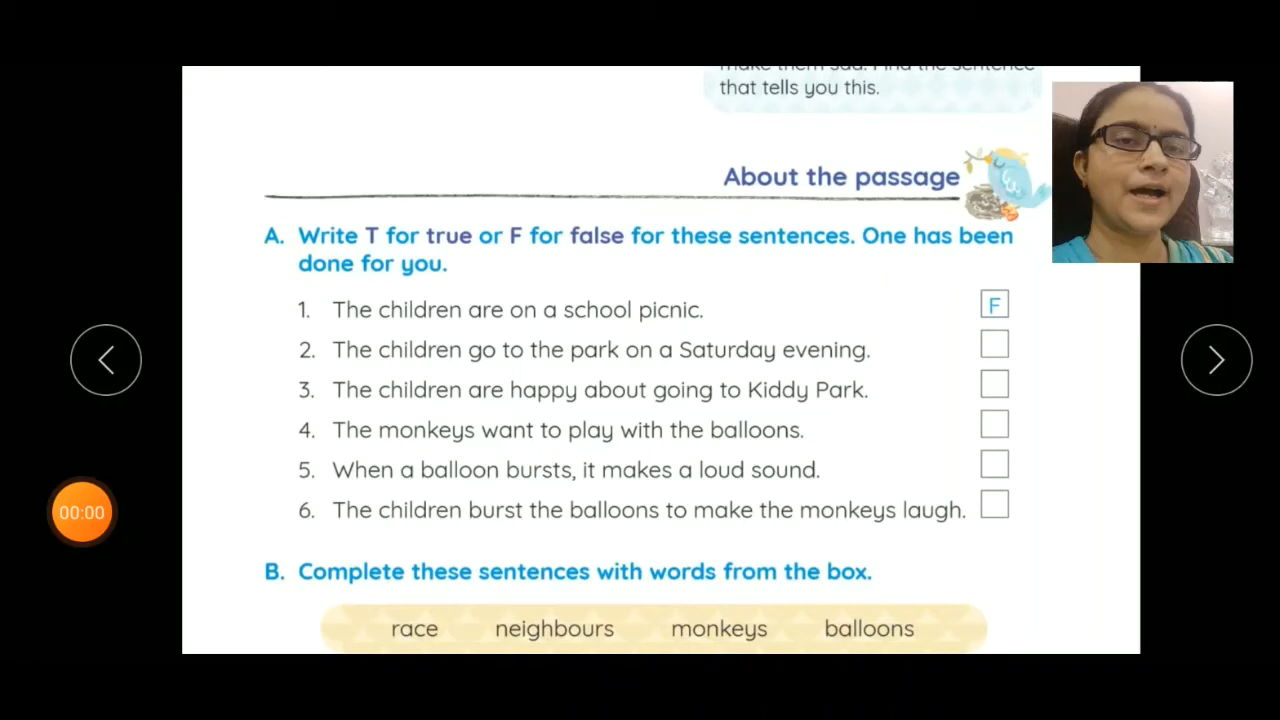 that tells you this.
About the passage
A. Write T for true or F for false for these sentences. One has been
done for you.
1. The children are on a school picnic. F
2. The children go to the park on a Saturday evening.
3. The children are happy about going to Kiddy Park.
4. The monkeys want to play with the balloons.
5. When a balloon bursts, it makes a loud sound.
6. The children burst the balloons to make the monkeys laugh.
B. Complete these sentences with words from the box.
race neighbours monkeys balloons
00:00